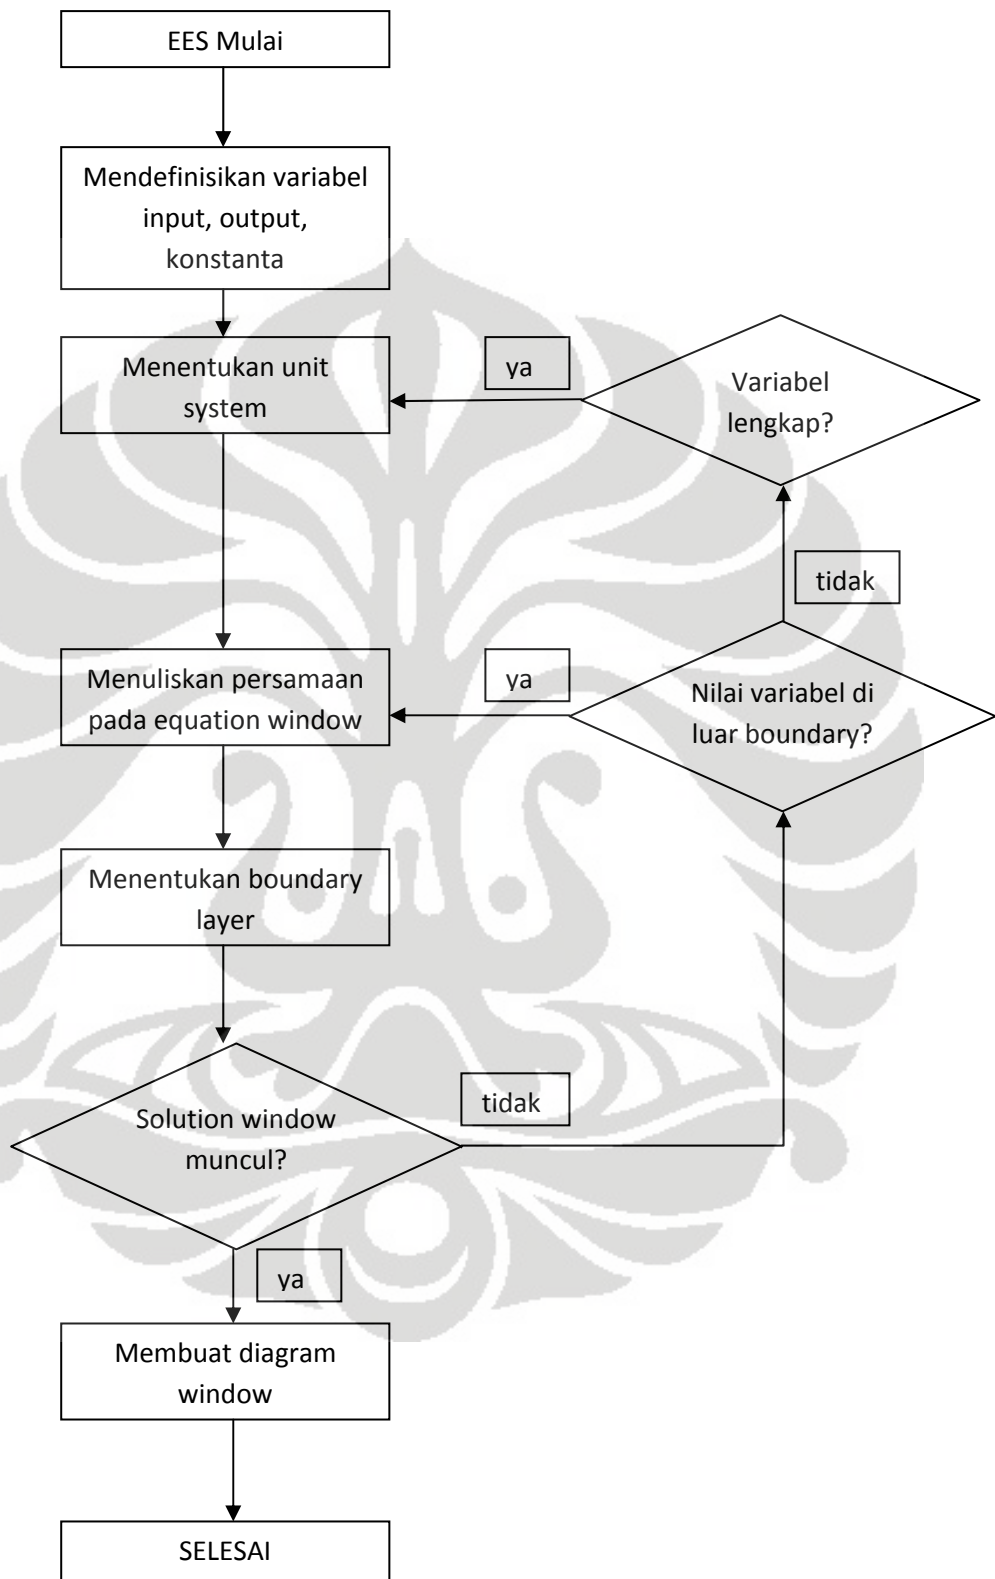 EES Mulai
Mendefinisikan variabel
input, output,
konstanta
Menentukan unit
system
ya
Variabel
lengkap?
tidak
Menuliskan persamaan
pada equation window
ya
Nilai variabel di
luar boundary?
Menentukan boundary
layer
Solution window
muncul?
tidak
ya
Membuat diagram
window
SELESAI